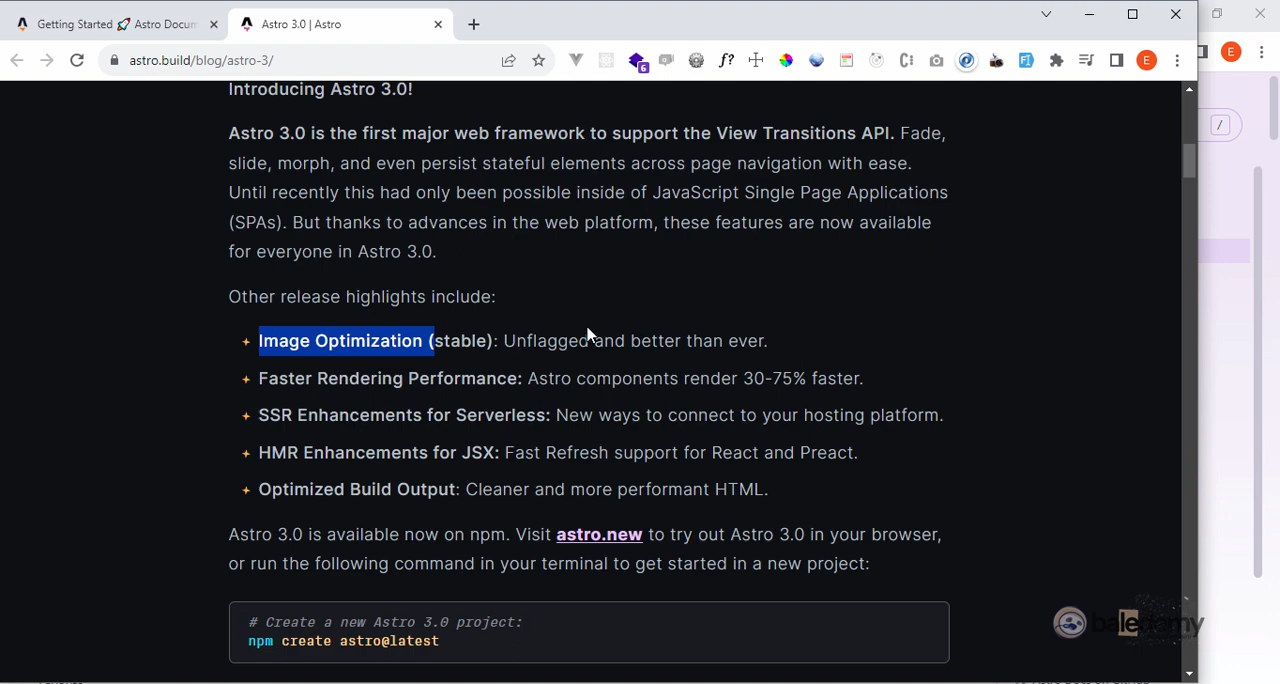 Getting Started 🚀 Astro Docum
Astro 3.0 | Astro
astro.build/blog/astro-3/
6
f?
E
E
/
Introducing Astro 3.0!
Astro 3.0 is the first major web framework to support the View Transitions API. Fade,
slide, morph, and even persist stateful elements across page navigation with ease.
Until recently this had only been possible inside of JavaScript Single Page Applications
(SPAs). But thanks to advances in the web platform, these features are now available
for everyone in Astro 3.0.
Other release highlights include:
Image Optimization (stable): Unflagged and better than ever.
Faster Rendering Performance: Astro components render 30-75% faster.
SSR Enhancements for Serverless: New ways to connect to your hosting platform.
HMR Enhancements for JSX: Fast Refresh support for React and Preact.
Optimized Build Output: Cleaner and more performant HTML.
Astro 3.0 is available now on npm. Visit astro.new to try out Astro 3.0 in your browser,
or run the following command in your terminal to get started in a new project:
# Create a new Astro 3.0 project:
npm create astro@latest